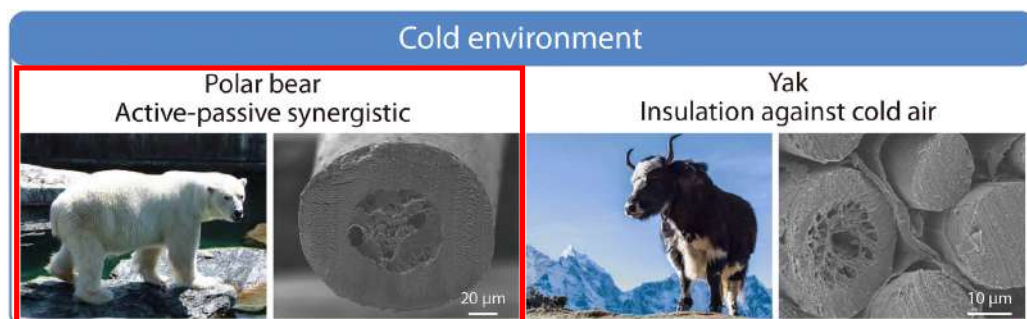 Cold environment
Polar bear
Active-passive synergistic
Yak
Insulation against cold air
20 μm
10 μm